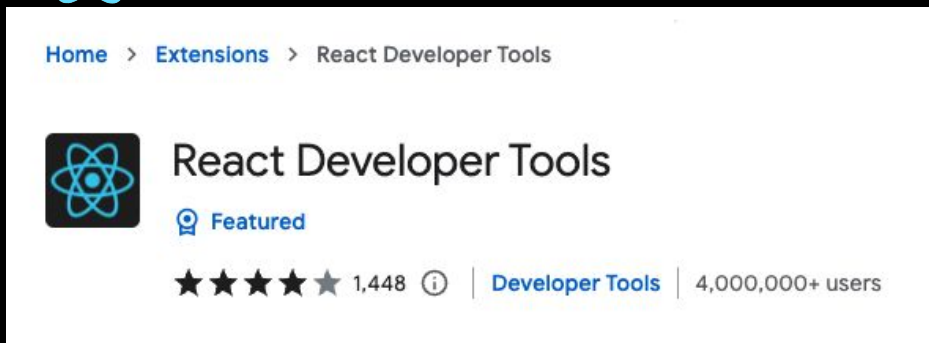 Home > Extensions > React Developer Tools
React Developer Tools
Featured
1,448 | Developer Tools | 4,000,000+ users